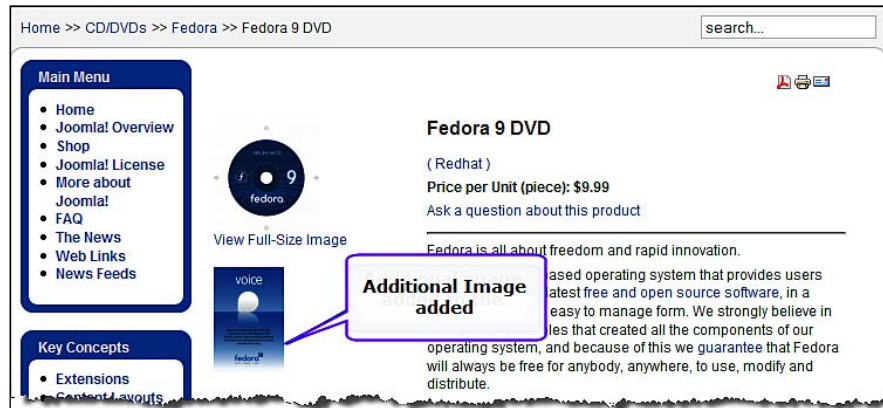 Home >> CD/DVDs >> Fedora >> Fedora 9 DVD
search...
Main Menu
Home
Joomla! Overview
Shop
Joomla! License
More about
Joomla!
FAQ
The News
Web Links
News Feeds
Key Concepts
Extensions
Content Layouts
9
fedora
View Full-Size Image
voice
fedora
Additional Image
added
Fedora 9 DVD
( Redhat )
Price per Unit (piece): $9.99
Ask a question about this product
Fedora is all about freedom and rapid innovation.
ased operating system that provides users
latest free and open source software, in a
easy to manage form. We strongly believe in
les that created all the components of our
operating system, and because of this we guarantee that Fedora
will always be free for anybody, anywhere, to use, modify and
distribute.